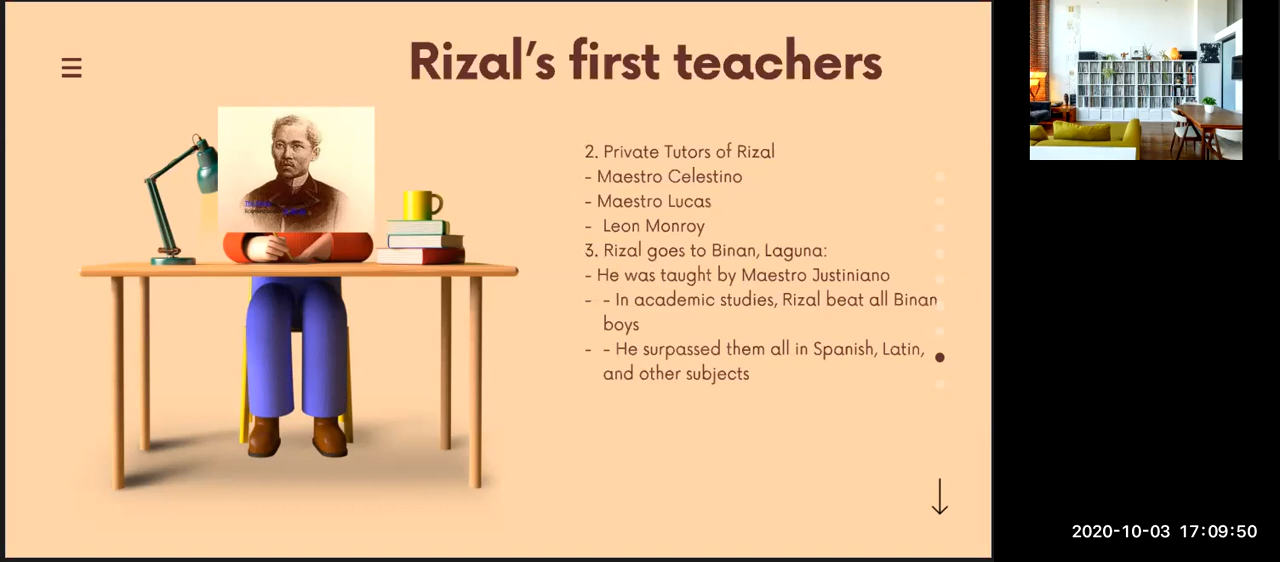 Rizal's first teachers
2. Private Tutors of Rizal
- Maestro Celestino
- Maestro Lucas
- Leon Monroy
3. Rizal goes to Binan, Laguna:
- He was taught by Maestro Justiniano
- - In academic studies, Rizal beat all Binan
boys
- - He surpassed them all in Spanish, Latin,
and other subjects
2020-10-03 17:09:50